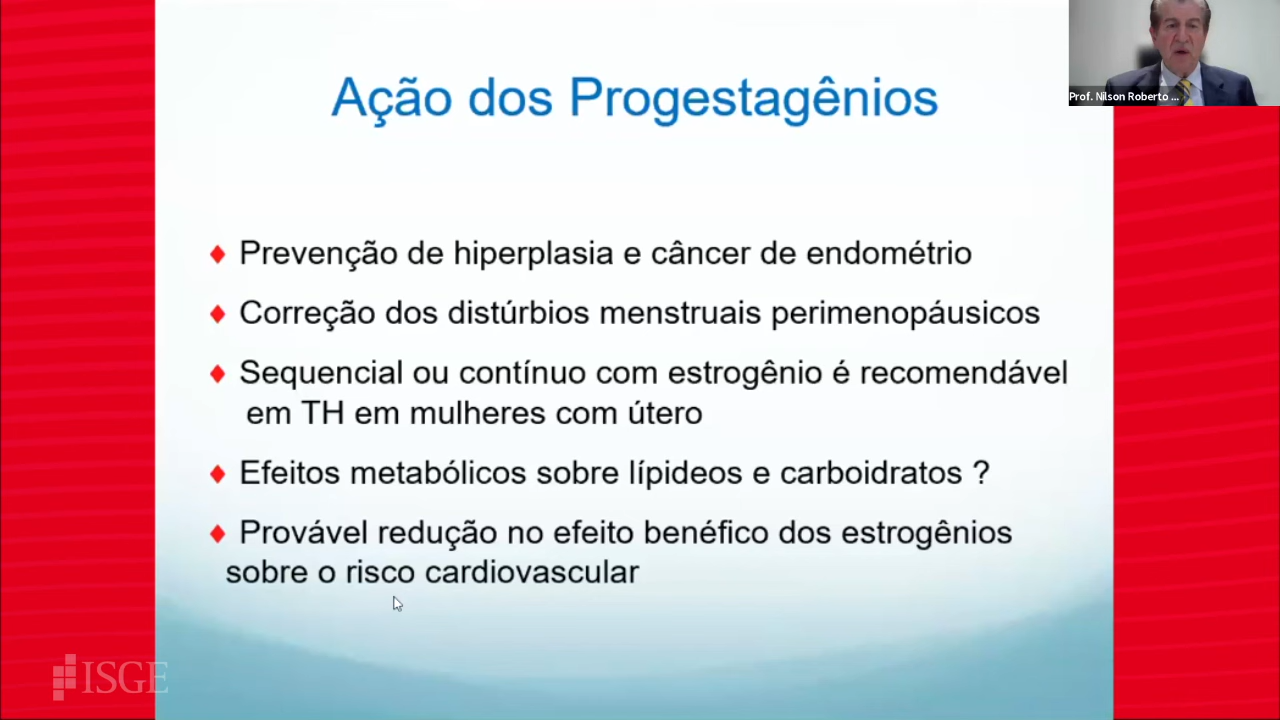 Ação dos Progestagênios
Prof. Nilson Roberto ...
Prevenção de hiperplasia e câncer de endométrio
Correção dos distúrbios menstruais perimenopáusicos
Sequencial ou contínuo com estrogênio é recomendável
em TH em mulheres com útero
Efeitos metabólicos sobre lípideos e carboidratos ?
Provável redução no efeito benéfico dos estrogênios
sobre o risco cardiovascular
ISGE